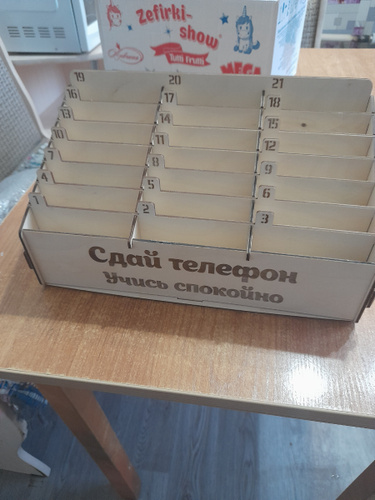 Zefirki-
show
Tutti Frutti
MEGA
19 20 21
16 17 18
13 14 15
10 11 12
7 8 9
4 5 6
1 2 3
Сдай телефон
Учись спокойно